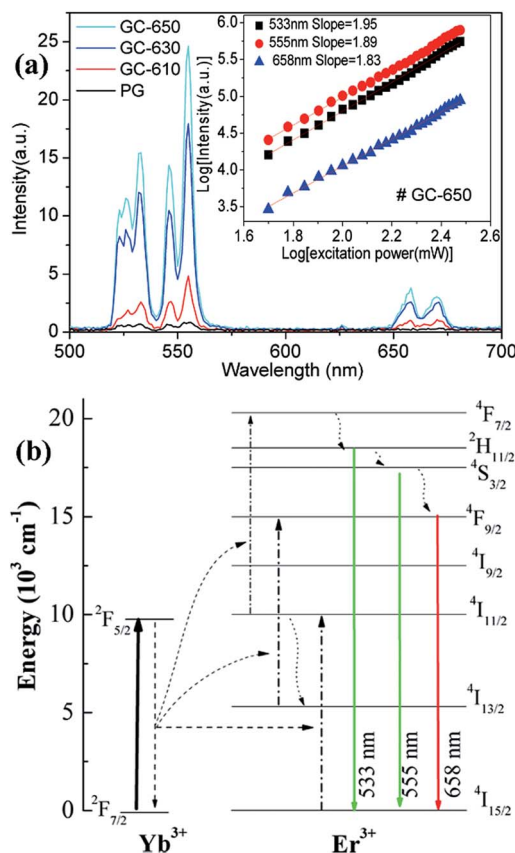 (a)
GC-650
GC-630
GC-610
PG
533nm Slope=1.95
555nm Slope=1.89
658nm Slope=1.83
# GC-650
Log[Intensity(a.u.)
6.0
5.5
5.0
4.5
4.0
3.5
1.6 1.8 2.0 2.2 2.4 2.6
Log[excitation power(mW)]
Intensity(a.u.)
25
20
15
10
5
0
500 550 600 650 700
Wavelength (nm)
(b)
Energy (10³ cm⁻¹)
20
15
10
5
0
²F₅/₂
²F₇/₂
Yb³⁺
⁴F₇/₂
²H₁₁/₂
⁴S₃/₂
⁴F₉/₂
⁴I₉/₂
⁴I₁₁/₂
⁴I₁₃/₂
⁴I₁₅/₂
533 nm
555 nm
658 nm
Er³⁺